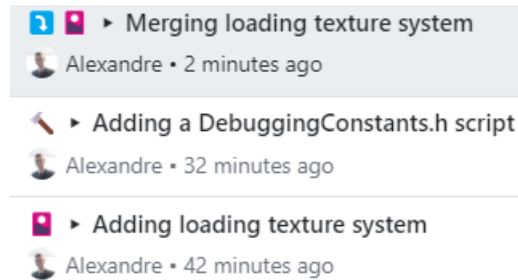 ⤵️ 🎴 ‣ Merging loading texture system
Alexandre • 2 minutes ago
🔨 ‣ Adding a DebuggingConstants.h script
Alexandre • 32 minutes ago
🎴 ‣ Adding loading texture system
Alexandre • 42 minutes ago